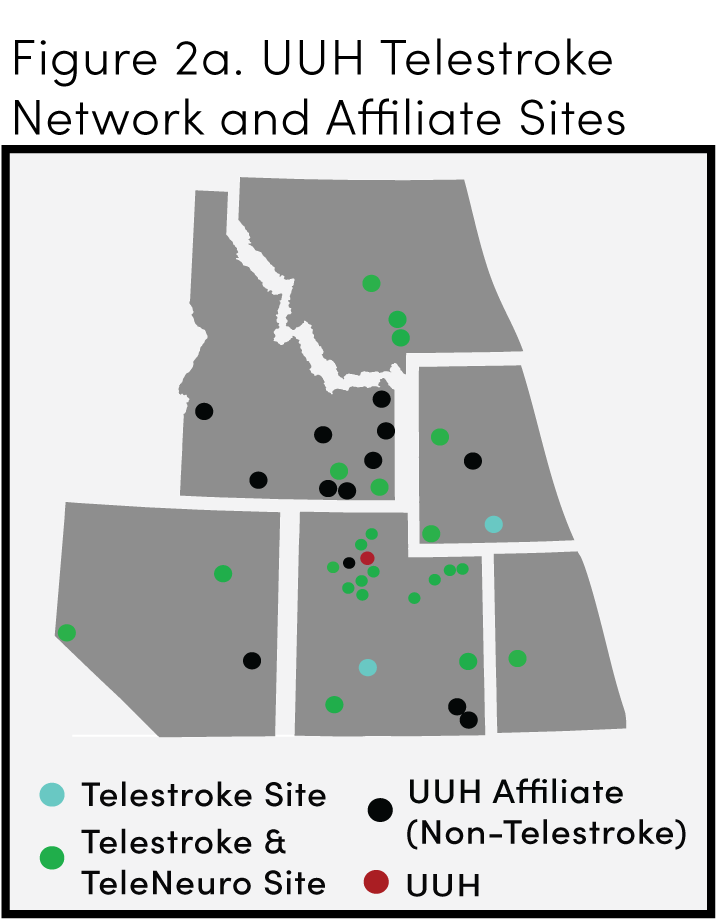 Figure 2a. UUH Telestroke
Network and Affiliate Sites
Telestroke Site
Telestroke &
TeleNeuro Site
UUH Affiliate
(Non-Telestroke)
UUH